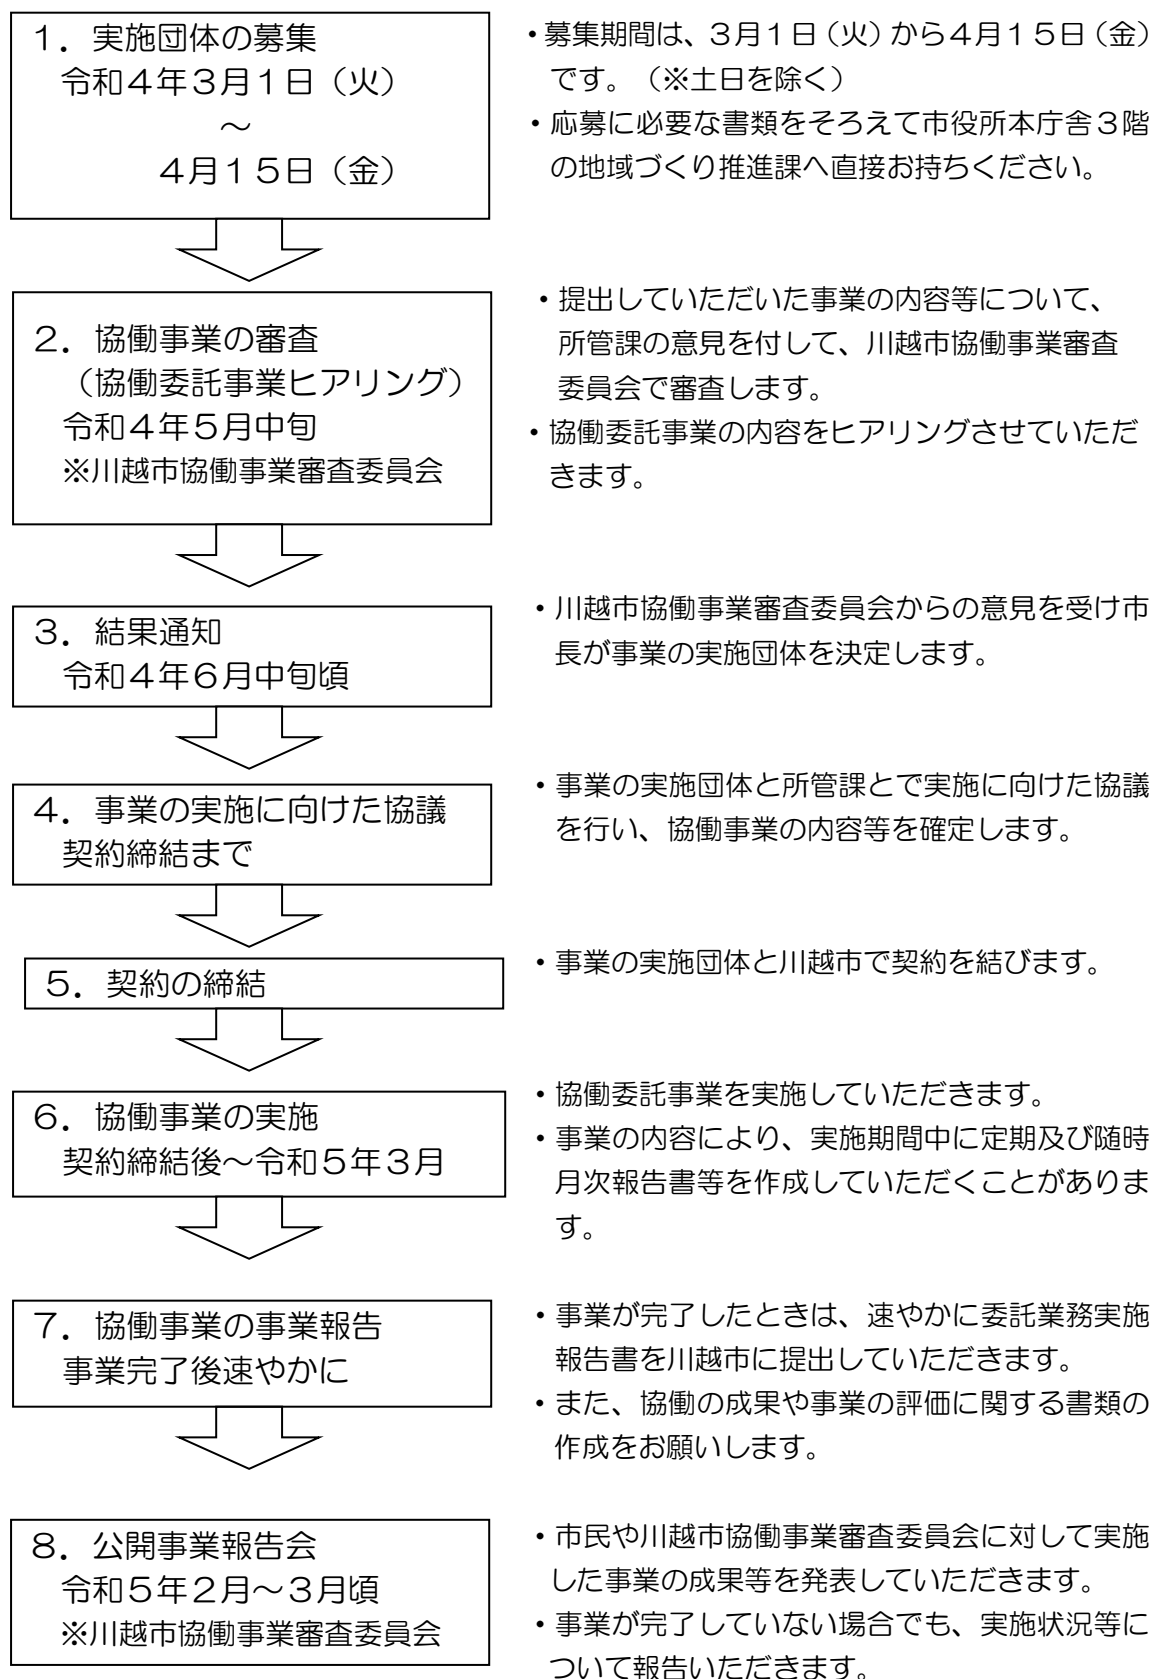 １．実施団体の募集
令和４年３月１日（火）
～
４月１５日（金）
・募集期間は、３月１日（火）から４月１５日（金）
です。（※土日を除く）
・応募に必要な書類をそろえて市役所本庁舎３階
の地域づくり推進課へ直接お持ちください。
２．協働事業の審査
（協働委託事業ヒアリング）
令和４年５月中旬
※川越市協働事業審査委員会
・提出していただいた事業の内容等について、
所管課の意見を付して、川越市協働事業審査
委員会で審査します。
・協働委託事業の内容をヒアリングさせていただ
きます。
３．結果通知
令和４年６月中旬頃
・川越市協働事業審査委員会からの意見を受け市
長が事業の実施団体を決定します。
４．事業の実施に向けた協議
契約締結まで
・事業の実施団体と所管課とで実施に向けた協議
を行い、協働事業の内容等を確定します。
５．契約の締結
・事業の実施団体と川越市で契約を結びます。
６．協働事業の実施
契約締結後～令和５年３月
・協働委託事業を実施していただきます。
・事業の内容により、実施期間中に定期及び随時
月次報告書等を作成していただくことがありま
す。
７．協働事業の事業報告
事業完了後速やかに
・事業が完了したときは、速やかに委託業務実施
報告書を川越市に提出していただきます。
・また、協働の成果や事業の評価に関する書類の
作成をお願いします。
８．公開事業報告会
令和５年２月～３月頃
※川越市協働事業審査委員会
・市民や川越市協働事業審査委員会に対して実施
した事業の成果等を発表していただきます。
・事業が完了していない場合でも、実施状況等に
ついて報告いただきます。